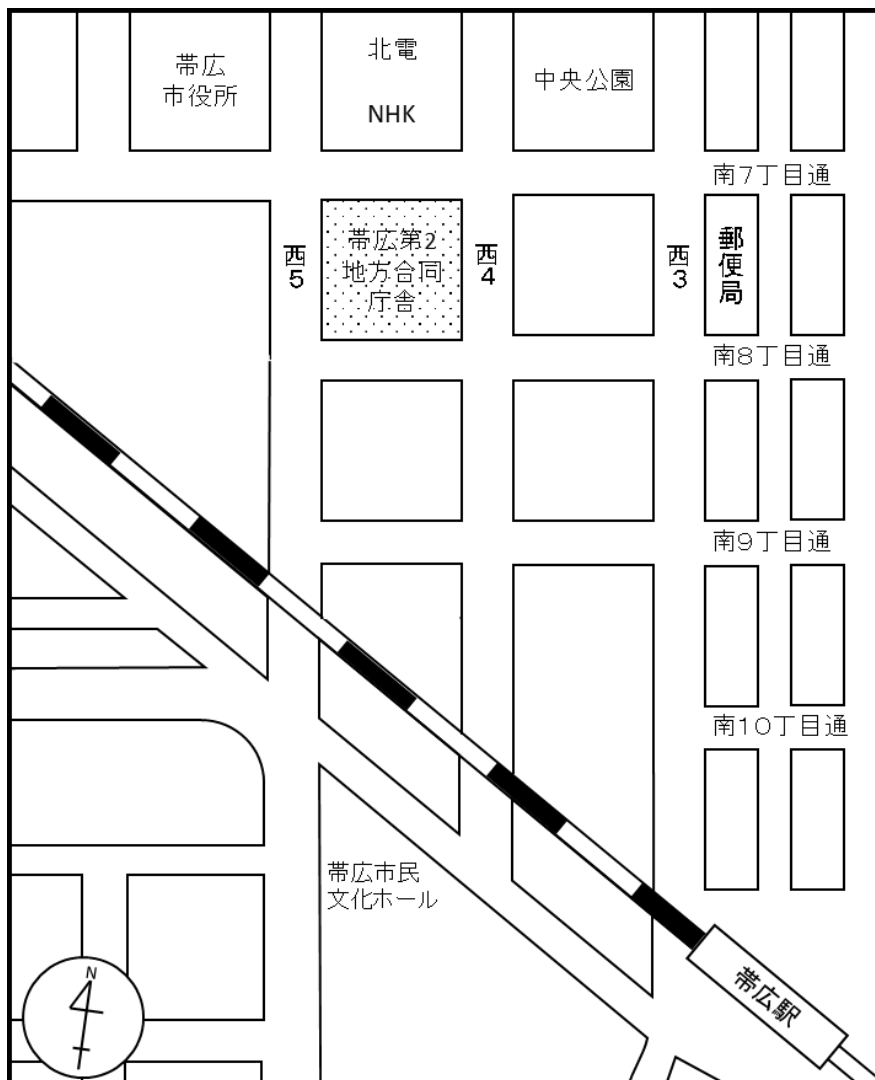 帯広
市役所
北電
NHK
中央公園
南7丁目通
西5
帯広第2
地方合同
庁舎
西4
西3
郵便局
南8丁目通
南9丁目通
南10丁目通
帯広市民
文化ホール
N
帯広駅